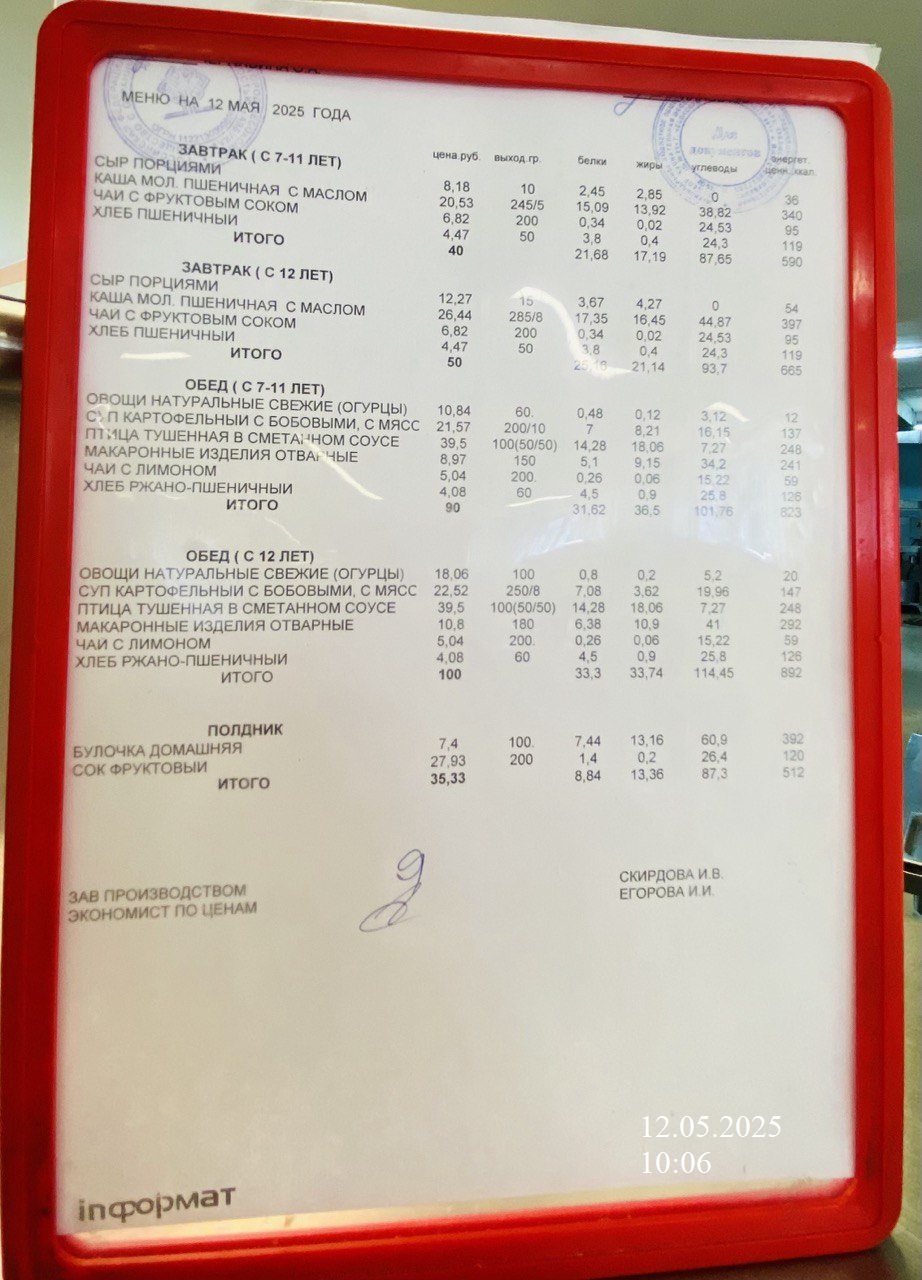 МЕНЮ НА 12 МАЯ 2025 ГОДА
Для документов
ЗАВТРАК ( С 7-11 ЛЕТ) цена.руб. выход.гр. белки жиры углеводы энергет. ценн. ккал.
СЫР ПОРЦИЯМИ 8,18 10 2,45 2,85 0 36
КАША МОЛ. ПШЕНИЧНАЯ С МАСЛОМ 20,53 245/5 15,09 13,92 38,82 340
ЧАЙ С ФРУКТОВЫМ СОКОМ 6,82 200 0,34 0,02 24,53 95
ХЛЕБ ПШЕНИЧНЫЙ 4,47 50 3,8 0,4 24,3 119
ИТОГО 40 21,68 17,19 87,65 590
ЗАВТРАК ( С 12 ЛЕТ)
СЫР ПОРЦИЯМИ 12,27 15 3,67 4,27 0 54
КАША МОЛ. ПШЕНИЧНАЯ С МАСЛОМ 26,44 285/8 17,35 16,45 44,87 397
ЧАЙ С ФРУКТОВЫМ СОКОМ 6,82 200 0,34 0,02 24,53 95
ХЛЕБ ПШЕНИЧНЫЙ 4,47 50 3,8 0,4 24,3 119
ИТОГО 50 21,14 93,7 665
ОБЕД ( С 7-11 ЛЕТ)
ОВОЩИ НАТУРАЛЬНЫЕ СВЕЖИЕ (ОГУРЦЫ) 10,84 60. 0,48 0,12 3,12 12
СУП КАРТОФЕЛЬНЫЙ С БОБОВЫМИ, С МЯСС 21,57 200/10 7 8,21 16,15 137
ПТИЦА ТУШЕННАЯ В СМЕТАННОМ СОУСЕ 39,5 100(50/50) 14,28 18,06 7,27 248
МАКАРОННЫЕ ИЗДЕЛИЯ ОТВАРНЫЕ 8,97 150 5,1 9,15 34,2 241
ЧАЙ С ЛИМОНОМ 5,04 200. 0,26 0,06 15,22 59
ХЛЕБ РЖАНО-ПШЕНИЧНЫЙ 4,08 60 4,5 0,9 25,8 126
ИТОГО 90 31,62 36,5 101,76 823
ОБЕД ( С 12 ЛЕТ)
ОВОЩИ НАТУРАЛЬНЫЕ СВЕЖИЕ (ОГУРЦЫ) 18,06 100 0,8 0,2 5,2 20
СУП КАРТОФЕЛЬНЫЙ С БОБОВЫМИ, С МЯСС 22,52 250/8 7,08 3,62 19,96 147
ПТИЦА ТУШЕННАЯ В СМЕТАННОМ СОУСЕ 39,5 100(50/50) 14,28 18,06 7,27 248
МАКАРОННЫЕ ИЗДЕЛИЯ ОТВАРНЫЕ 10,8 180 6,38 10,9 41 292
ЧАЙ С ЛИМОНОМ 5,04 200. 0,26 0,06 15,22 59
ХЛЕБ РЖАНО-ПШЕНИЧНЫЙ 4,08 60 4,5 0,9 25,8 126
ИТОГО 100 33,3 33,74 114,45 892
ПОЛДНИК
БУЛОЧКА ДОМАШНЯЯ 7,4 100. 7,44 13,16 60,9 392
СОК ФРУКТОВЫЙ 27,93 200 1,4 0,2 26,4 120
ИТОГО 35,33 8,84 13,36 87,3 512
ЗАВ ПРОИЗВОДСТВОМ СКИРДОВА И.В.
ЭКОНОМИСТ ПО ЦЕНАМ ЕГОРОВА И.И.
12.05.2025
10:06
inформат